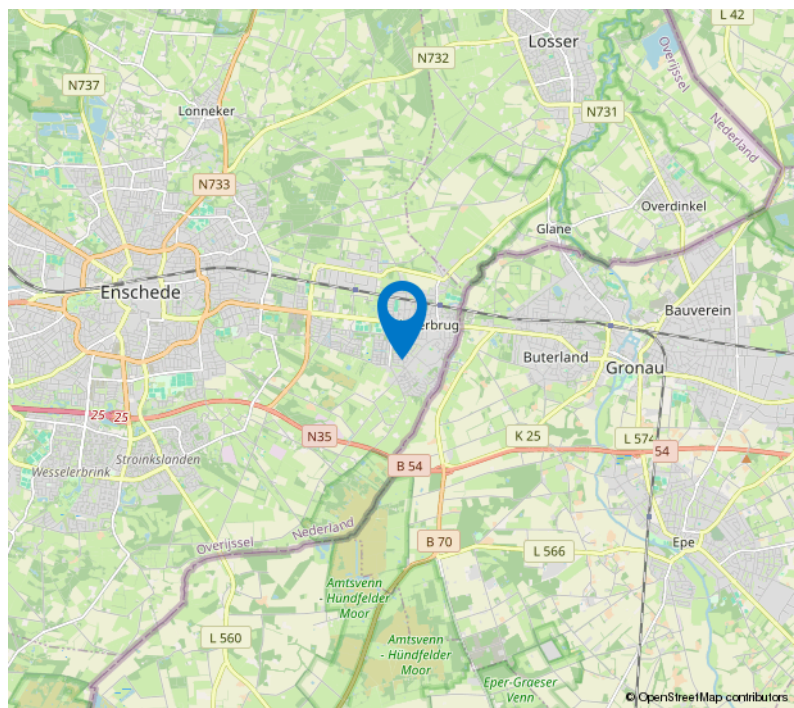 L 42
Losser
Overijssel
Nederland
N732
N737
Lonneker
N731
N733
Overdinkel
Glane
Enschede
Bauverein
erbrug
Buterland
Gronau
25
25
N35
K 25
L 574
54
B 54
Wesselerbrink
Stroinkslanden
Overijssel
Nederland
B 70
L 566
Epe
Amtsvenn
- Hündfelder
Moor
L 560
Amtsvenn
- Hündfelder
Moor
Eper-Graeser
Venn
© OpenStreetMap contributors